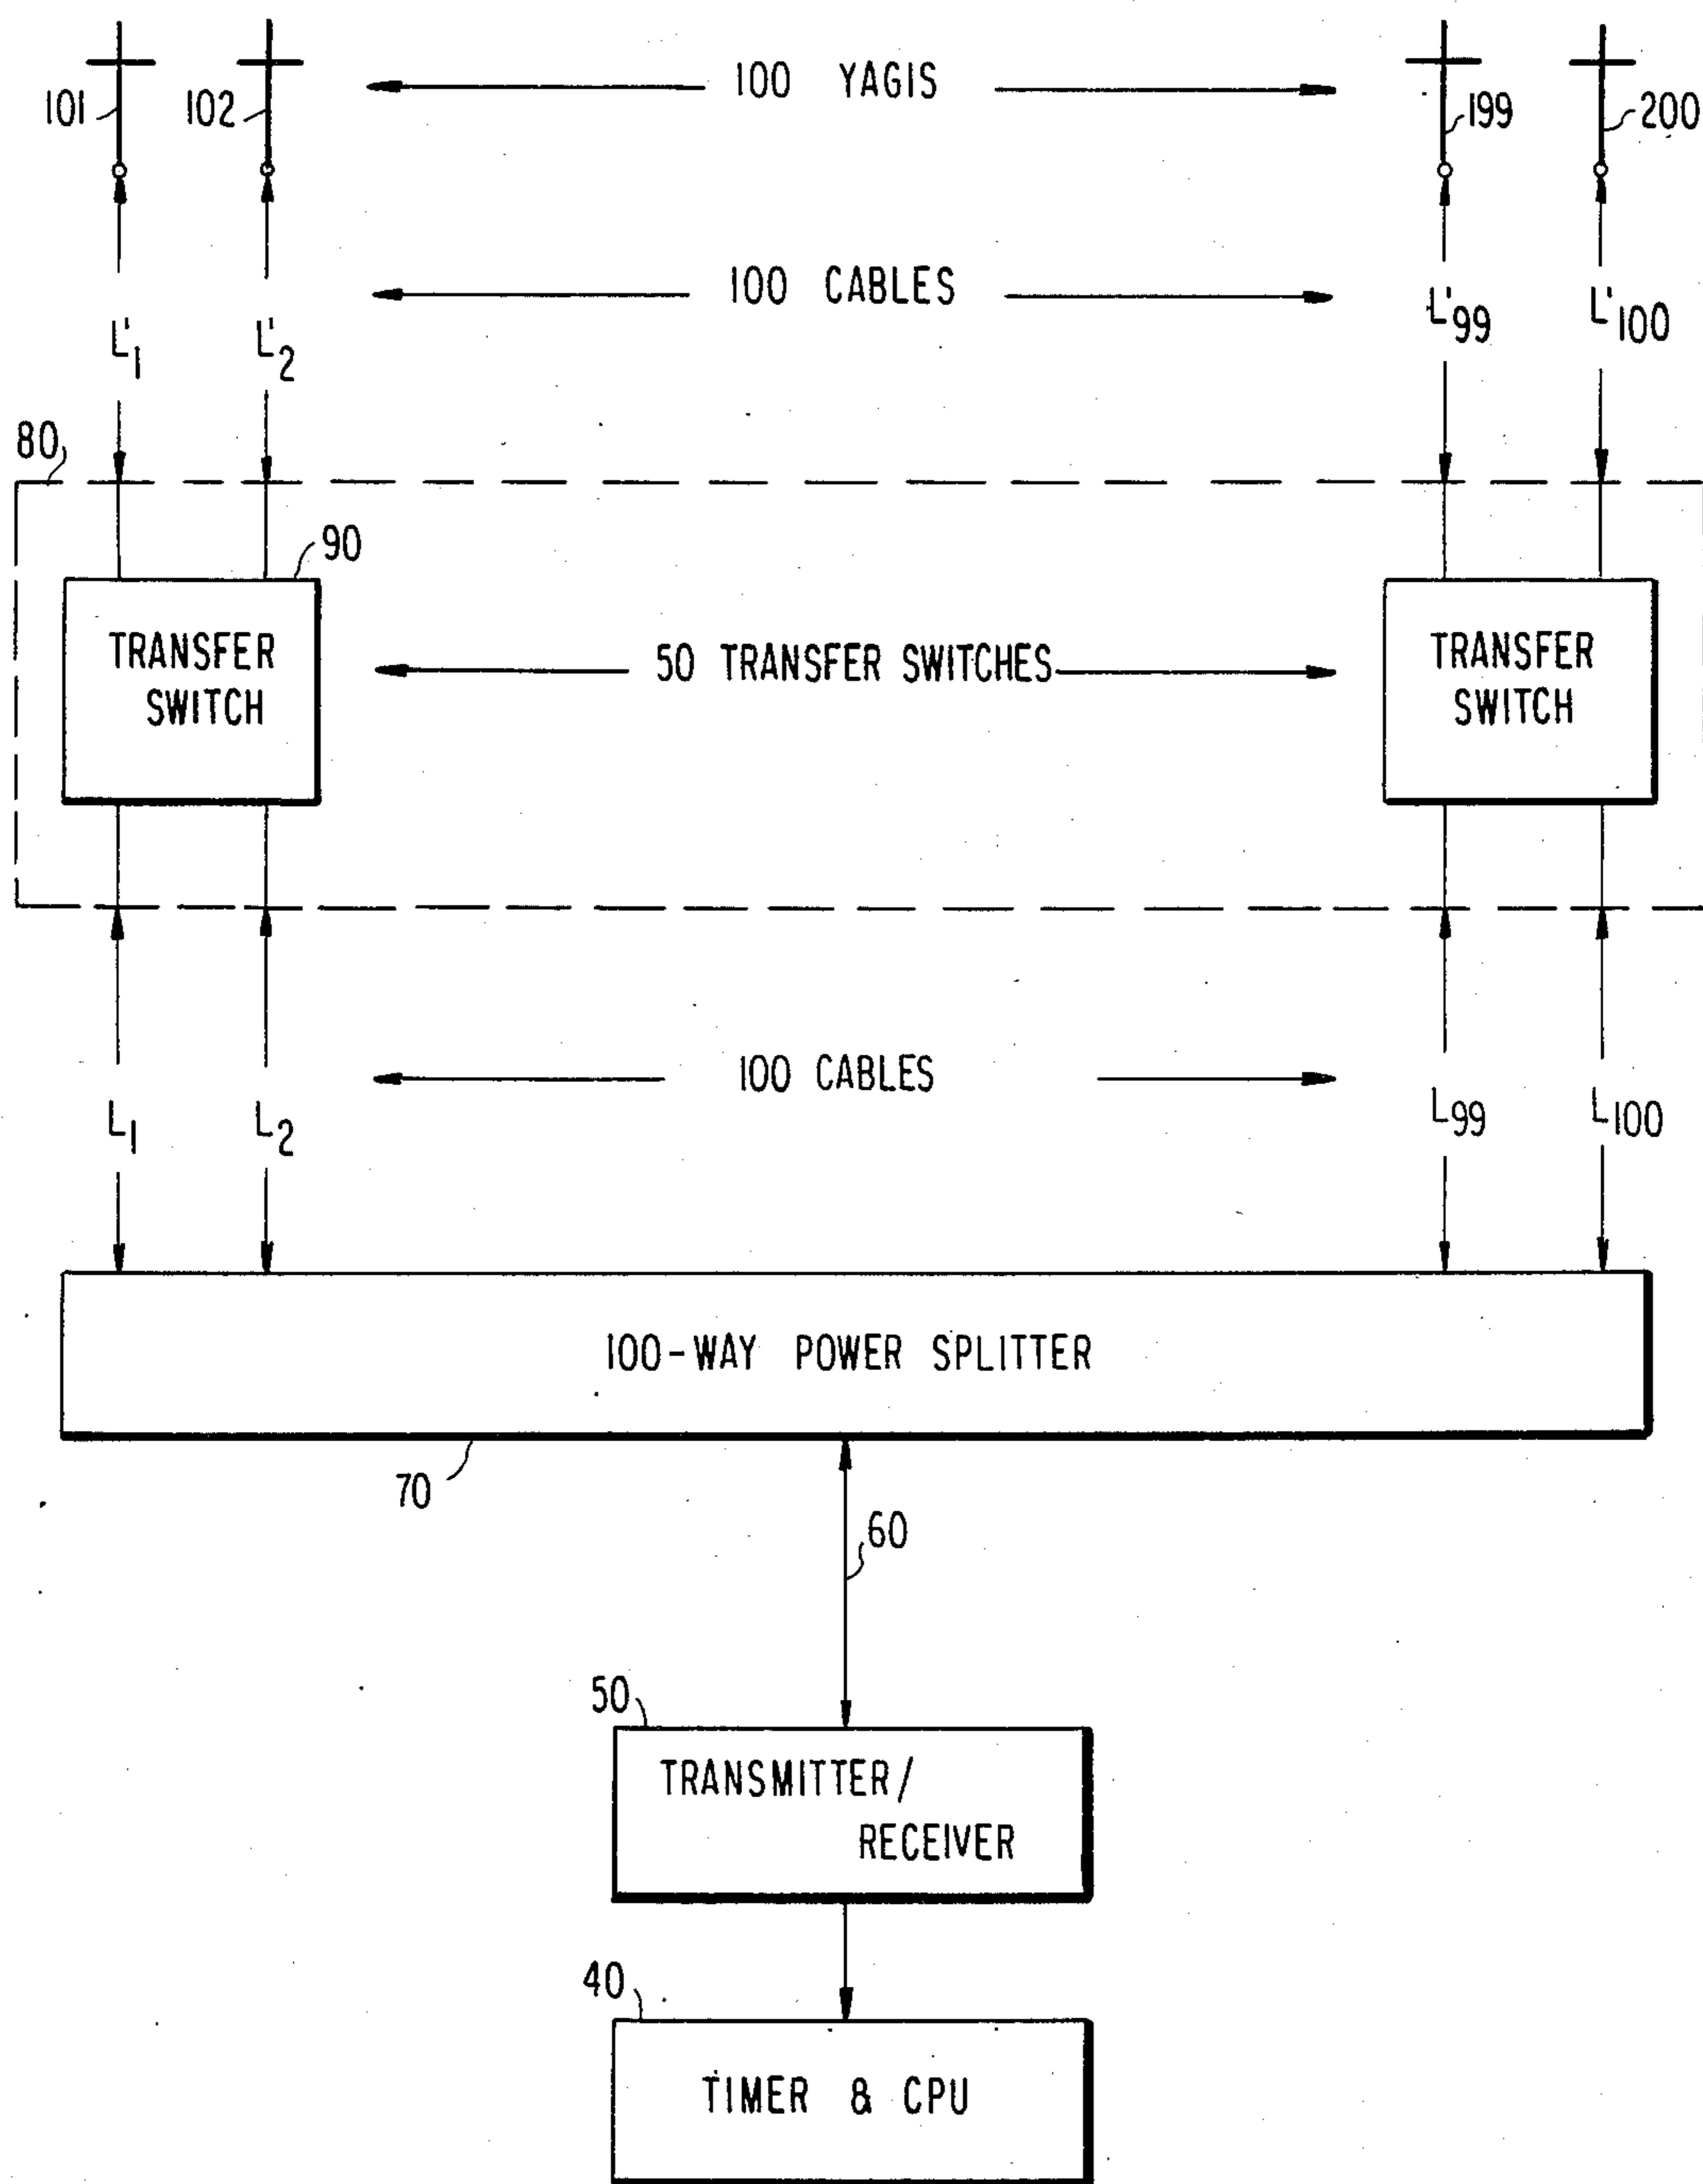 100 YAGIS
101
102
199
200
100 CABLES
L'1
L'2
L'99
L'100
80
90
TRANSFER
SWITCH
50 TRANSFER SWITCHES
TRANSFER
SWITCH
100 CABLES
L1
L2
L99
L100
100-WAY POWER SPLITTER
70
60
50
TRANSMITTER/
RECEIVER
40
TIMER & CPU